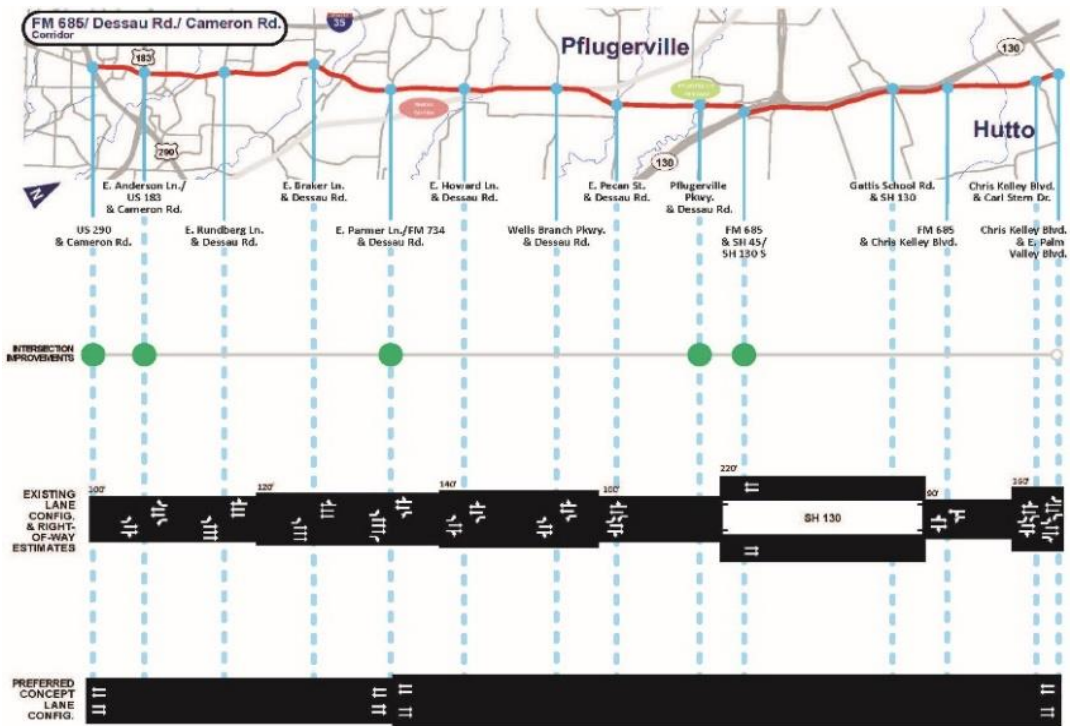 FM 685/ Dessau Rd./ Cameron Rd.
Corridor
35
183
290
Pflugerville
130
130
Hutto
N
E. Anderson Ln./
US 183
& Cameron Rd.
E. Braker Ln.
& Dessau Rd.
E. Howard Ln.
& Dessau Rd.
E. Pecan St.
& Dessau Rd.
Pflugerville
Pkwy.
& Dessau Rd.
Gattis School Rd.
& SH 130
Chris Kelley Blvd.
& Carl Stern Dr.
US 290
& Cameron Rd.
E. Rundberg Ln.
& Dessau Rd.
E. Parmer Ln./FM 734
& Dessau Rd.
Wells Branch Pkwy.
& Dessau Rd.
FM 685
& SH 45/
SH 130 S
FM 685
& Chris Kelley Blvd.
Chris Kelley Blvd.
& E. Palm
Valley Blvd.
INTERSECTION
IMPROVEMENTS
EXISTING
LANE
CONFIG.
& RIGHT-
OF-WAY
ESTIMATES
120'
140'
220'
SH 130
PREFERRED
CONCEPT
LANE
CONFIG.